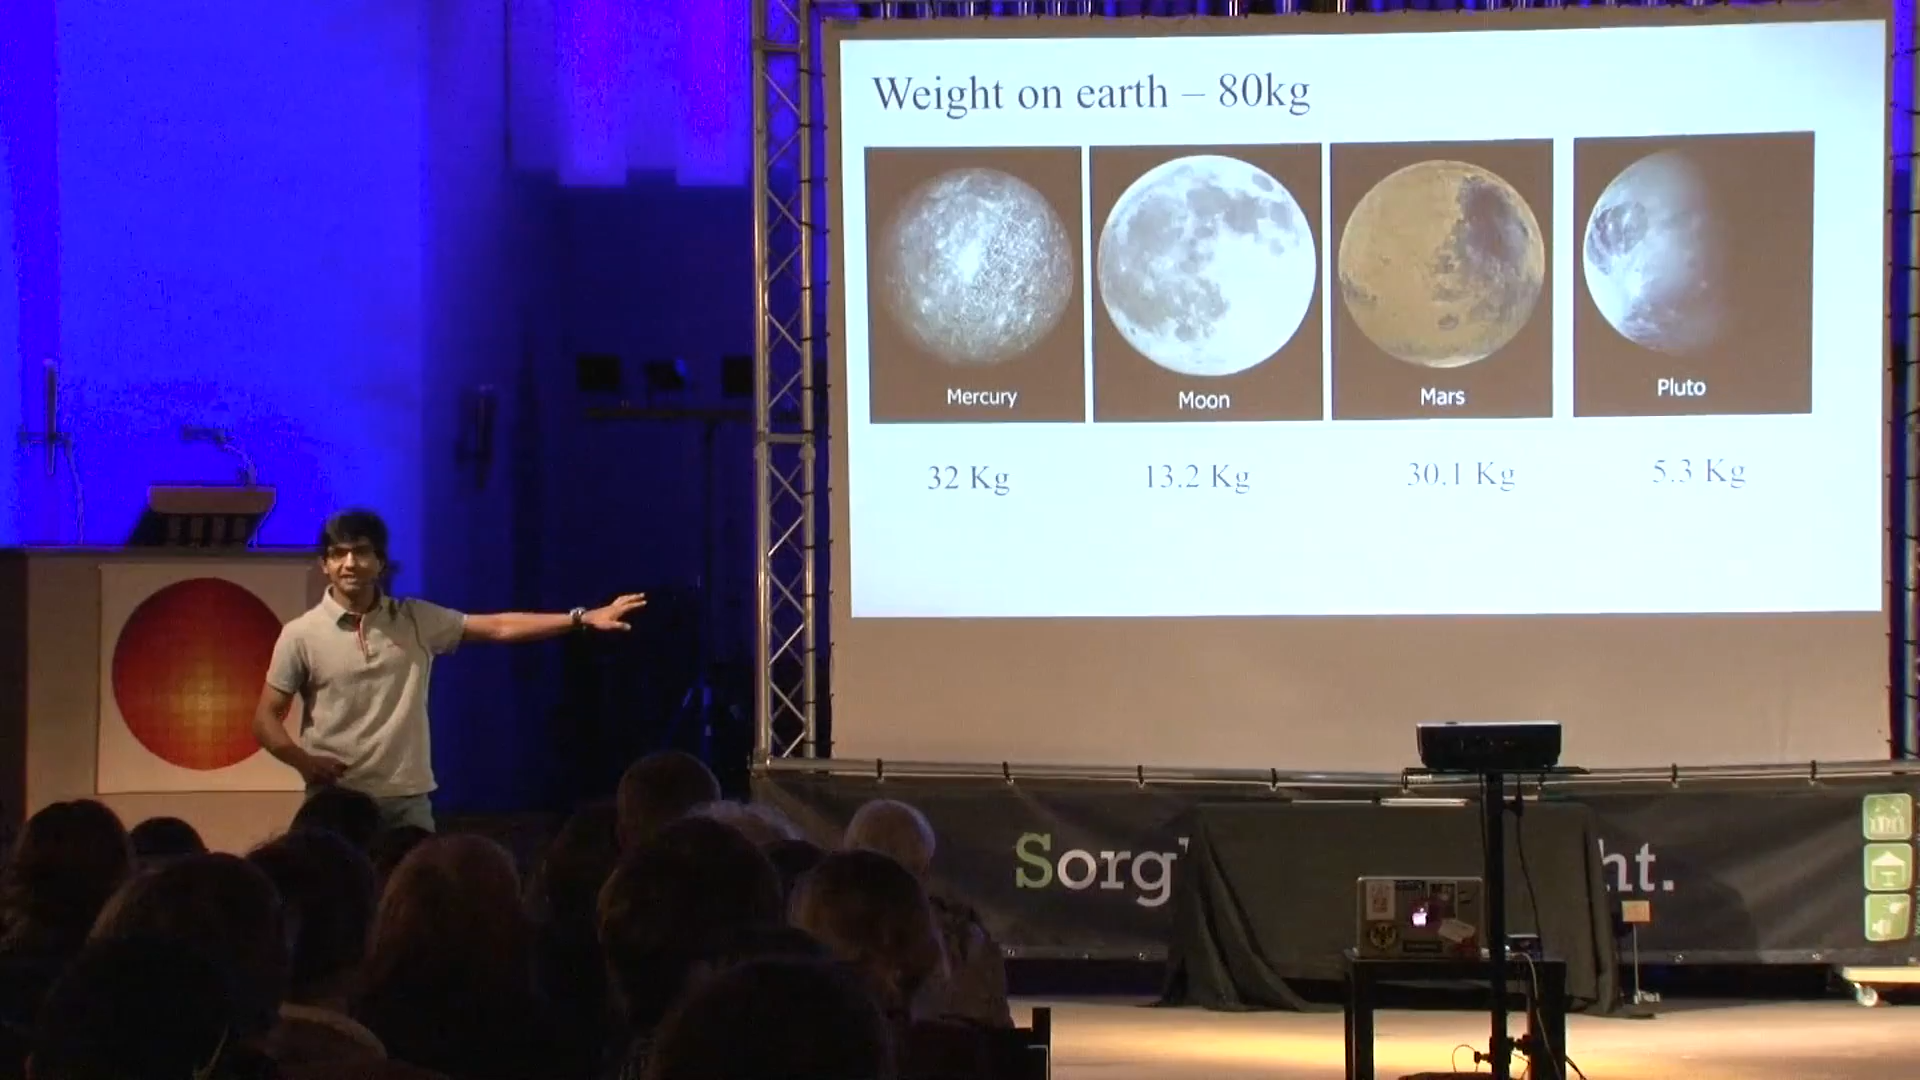 Weight on earth – 80kg
Mercury
Moon
Mars
Pluto
32 Kg
13.2 Kg
30.1 Kg
5.3 Kg
Sorg
ht.